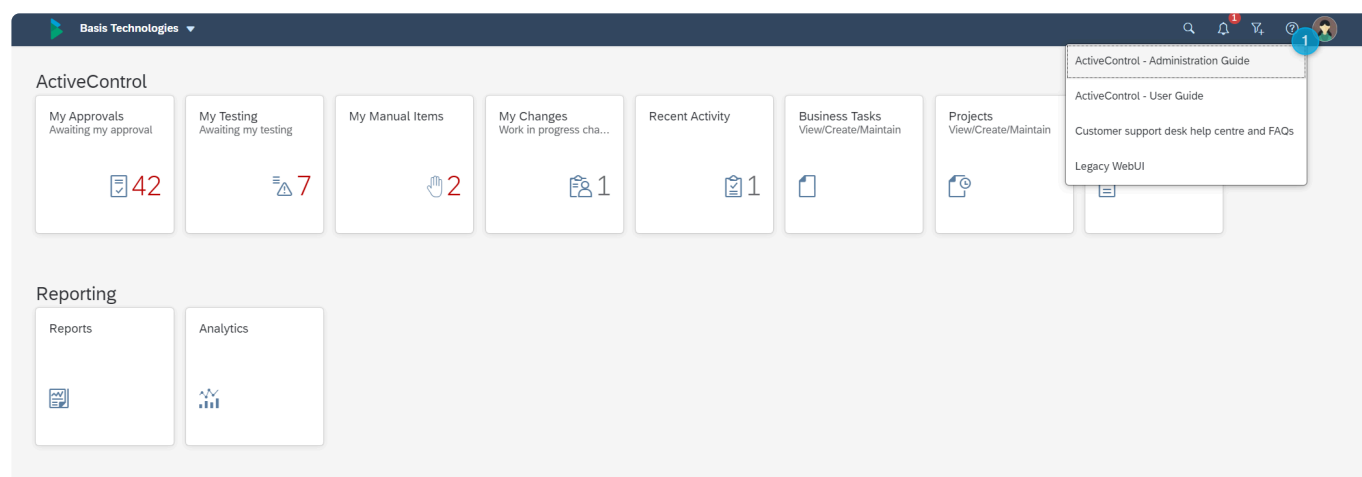 Basis Technologies
1
1
ActiveControl - Administration Guide
ActiveControl - User Guide
Customer support desk help centre and FAQs
Legacy WebUI
ActiveControl
My Approvals
Awaiting my approval
42
My Testing
Awaiting my testing
7
My Manual Items
2
My Changes
Work in progress cha...
1
Recent Activity
1
Business Tasks
View/Create/Maintain
Projects
View/Create/Maintain
Reporting
Reports
Analytics